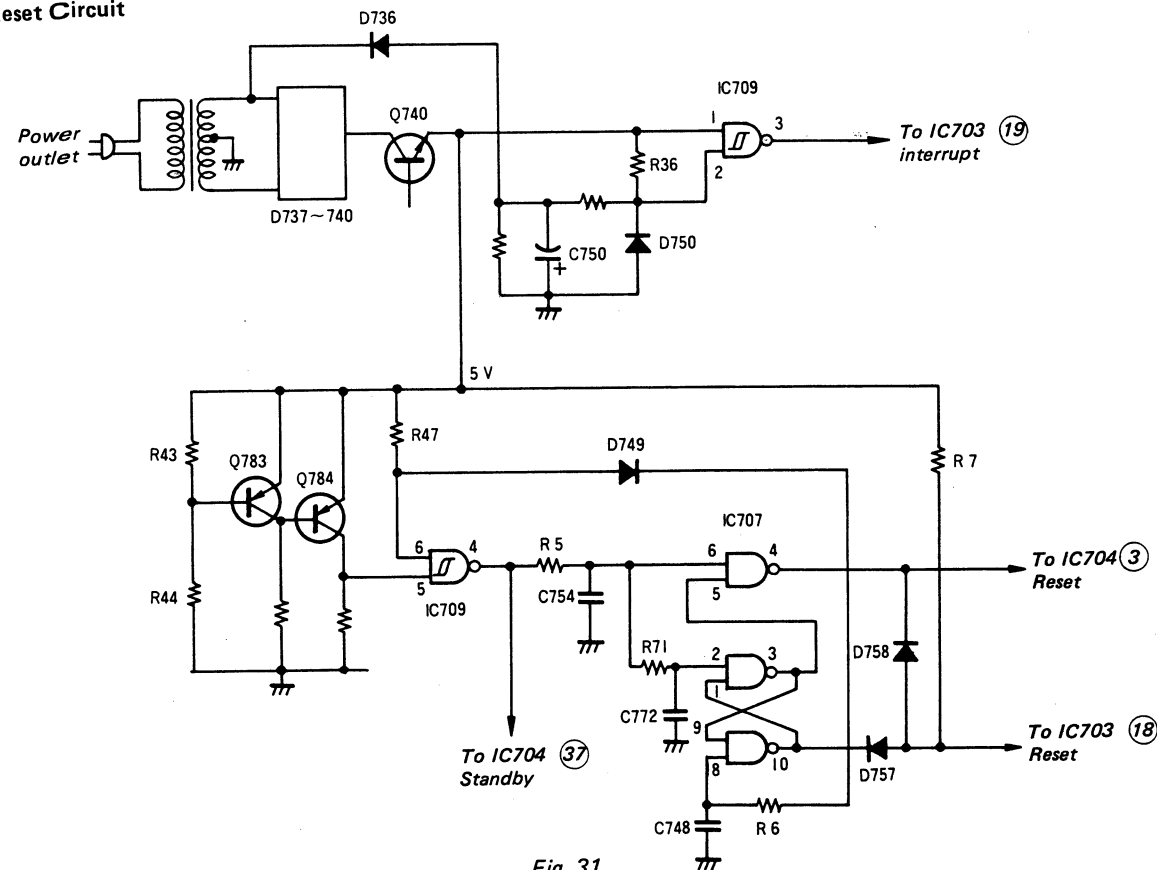 eset Circuit
D736
IC709
Q740
1
3
To IC703 ⑲
interrupt
Power
outlet
R36
2
D737~740
C750
+
D750
5 V
R43
R47
D749
R 7
Q783
Q784
IC707
6
4
R 5
6
4
To IC704 ③
Reset
5
5
R44
IC709
C754
D758
R71
2
3
1
C772
9
To IC704 ㊲
Standby
8
10
D757
To IC703 ⑱
Reset
C748
R 6
Fig. 31